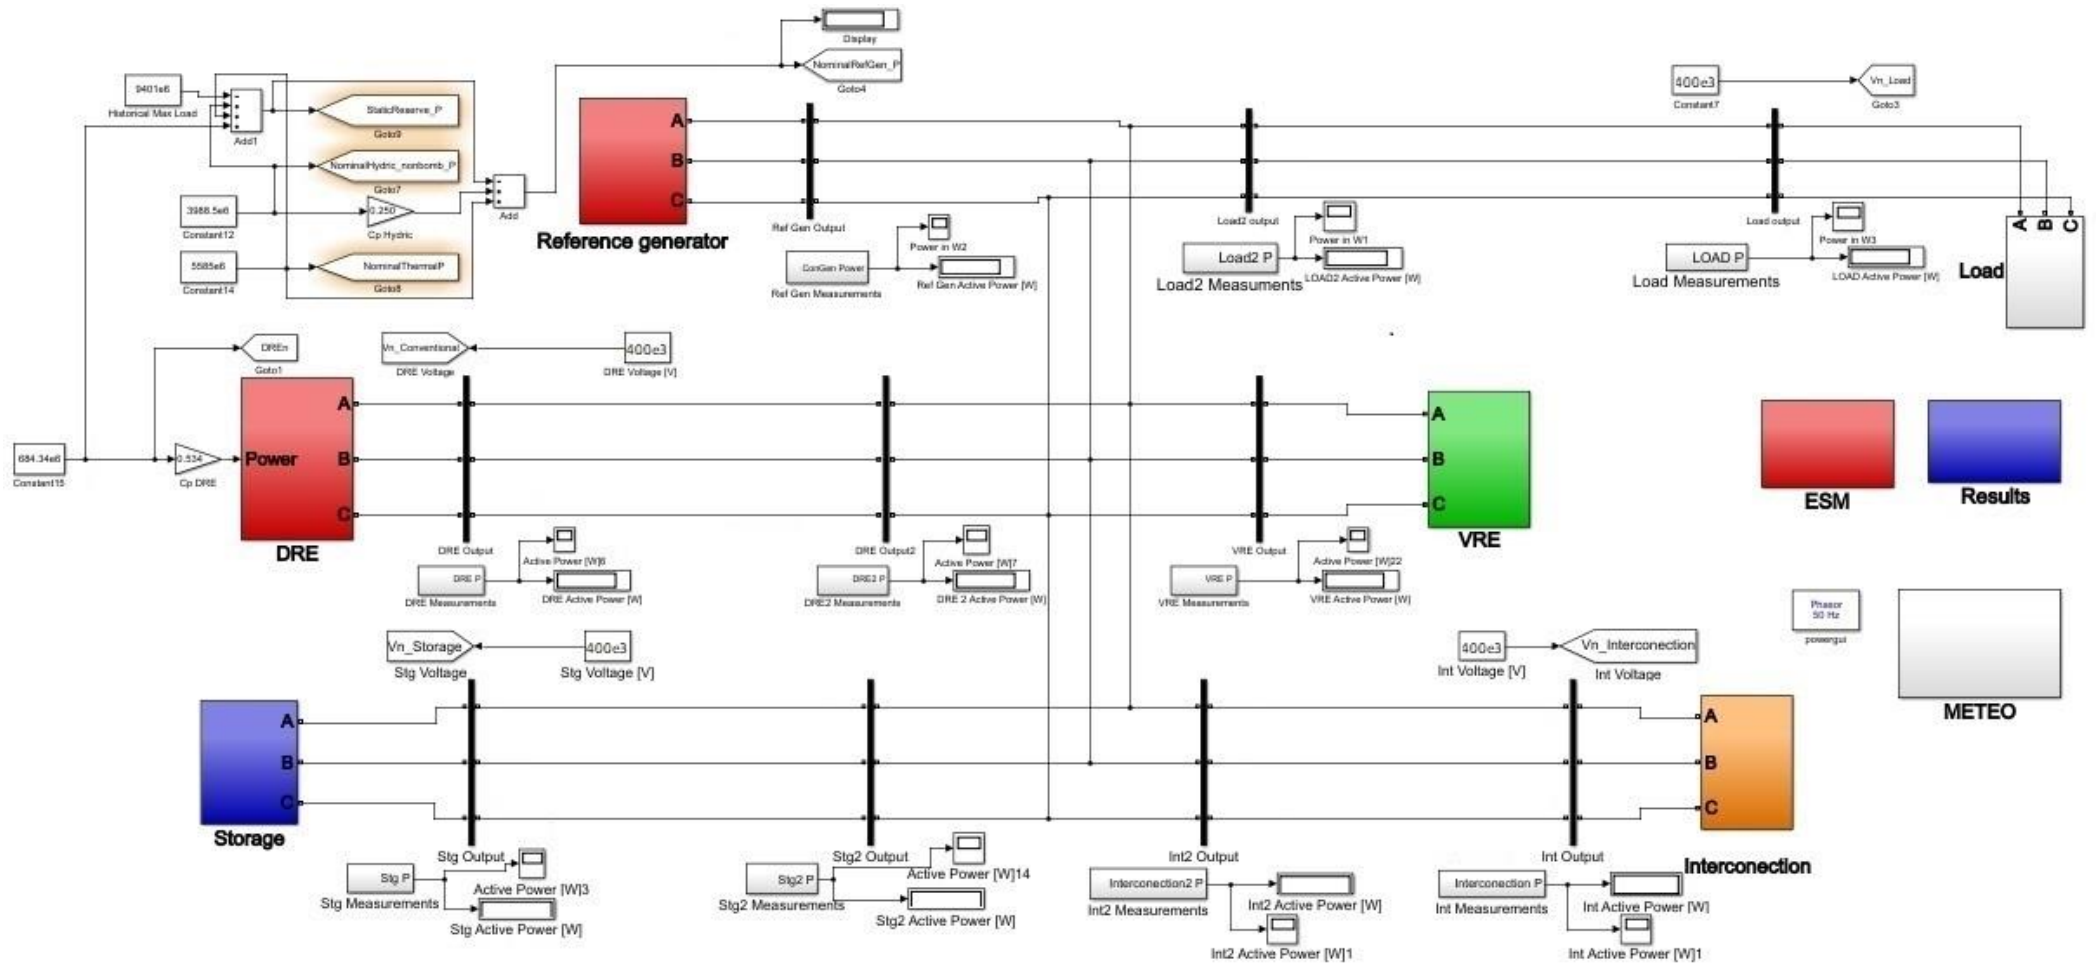 Display
NominalRefGen_P
Goto4
9401e6
Historical Max Load
Add1
StaticReserve_P
Goto9
NominalHydric_nonbomb_P
Goto7
3986.5e6
Constant12
0.250
Cp Hydric
Add
5585e6
Constant14
NominalThermalP
Goto8
A
B
C
Reference generator
Ref Gen Output
Power in W2
ConGen Power
Ref Gen Measurements
Ref Gen Active Power [W]
Load2 output
Power in W1
Load2 P
Load2 Measuments
LOAD2 Active Power [W]
400e3
Constant7
Vn_Load
Goto3
Load output
Power in W3
LOAD P
Load Measurements
LOAD Active Power [W]
A B C
Load
DREn
Goto1
Vn_Conventional
DRE Voltage
400e3
DRE Voltage [V]
684.34e6
Constant15
0.534
Cp DRE
Power
A
B
C
DRE
DRE Output
Active Power [W]6
DRE P
DRE Measurements
DRE Active Power [W]
DRE Output2
Active Power [W]7
DRE2 P
DRE2 Measurements
DRE 2 Active Power [W]
VRE Output
Active Power [W]22
VRE P
VRE Measurements
VRE Active Power [W]
A
B
C
VRE
ESM
Results
Phasor
50 Hz
powergui
METEO
Vn_Storage
Stg Voltage
400e3
Stg Voltage [V]
400e3
Int Voltage [V]
Vn_Interconection
Int Voltage
A
B
C
Storage
Stg Output
Stg P
Stg Measurements
Active Power [W]3
Stg Active Power [W]
Stg2 Output
Stg2 P
Stg2 Measurements
Active Power [W]14
Stg2 Active Power [W]
Int2 Output
Interconection2 P
Int2 Measurements
Int2 Active Power [W]
Int2 Active Power [W]1
Int Output
Interconection P
Int Measurements
Int Active Power [W]
Int Active Power [W]1
A
B
C
Interconection